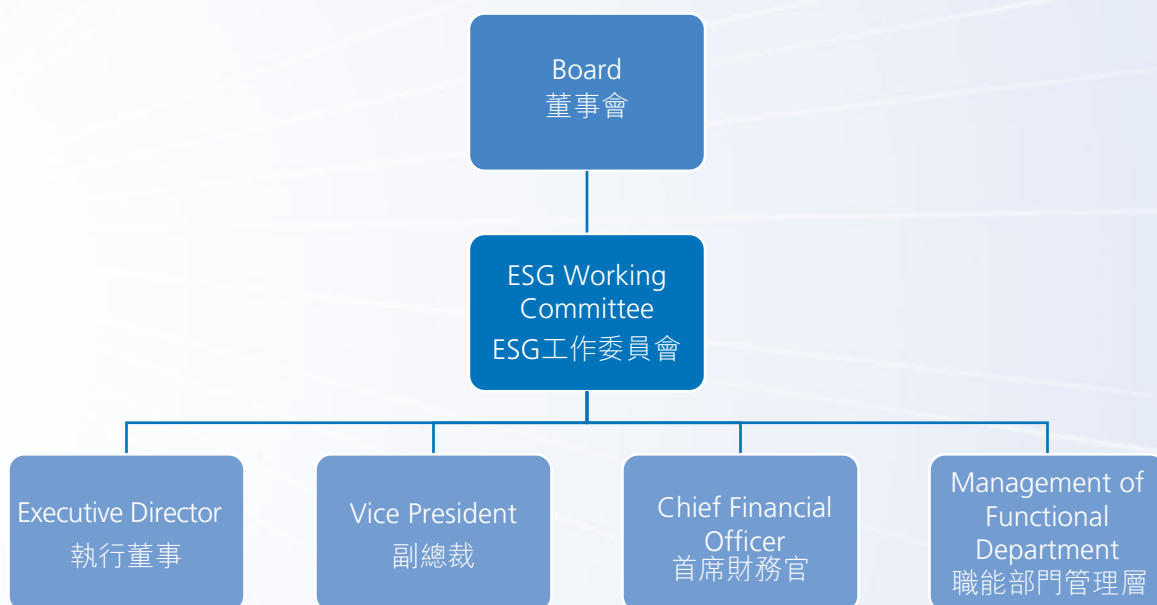 Board
董事會
ESG Working
Committee
ESG工作委員會
Executive Director
執行董事
Vice President
副總裁
Chief Financial
Officer
首席財務官
Management of
Functional
Department
職能部門管理層